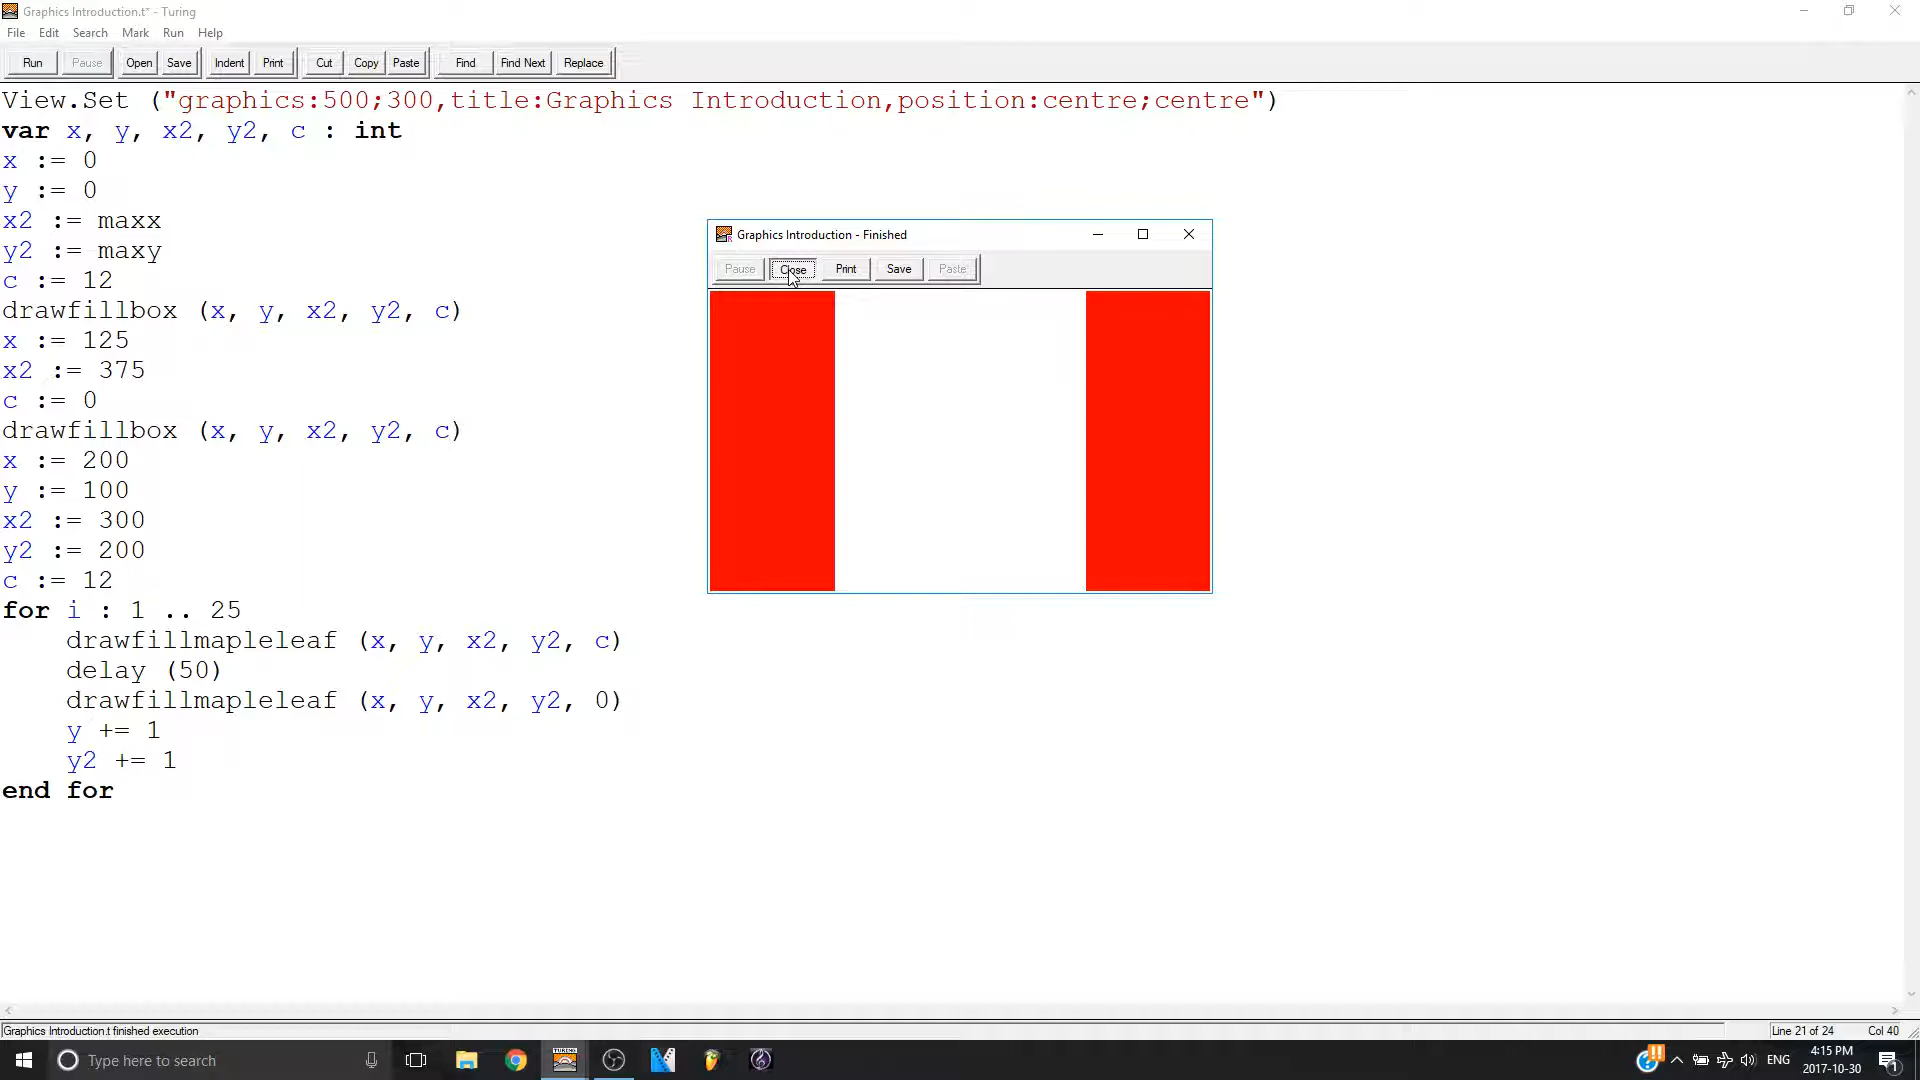 Graphics Introduction.t* - Turing
File Edit Search Mark Run Help
Run Pause Open Save Indent Print Cut Copy Paste Find Find Next Replace
View.Set ("graphics:500;300,title:Graphics Introduction,position:centre;centre")
var x, y, x2, y2, c : int
x := 0
y := 0
x2 := maxx
y2 := maxy
c := 12
drawfillbox (x, y, x2, y2, c)
x := 125
x2 := 375
c := 0
drawfillbox (x, y, x2, y2, c)
x := 200
y := 100
x2 := 300
y2 := 200
c := 12
for i : 1 .. 25
drawfillmapleleaf (x, y, x2, y2, c)
delay (50)
drawfillmapleleaf (x, y, x2, y2, 0)
y += 1
y2 += 1
end for
Graphics Introduction - Finished
Pause Close Print Save Paste
Graphics Introduction.t finished execution
Line 21 of 24 Col 40
Type here to search
TURING
ENG
4:15 PM
2017-10-30
1